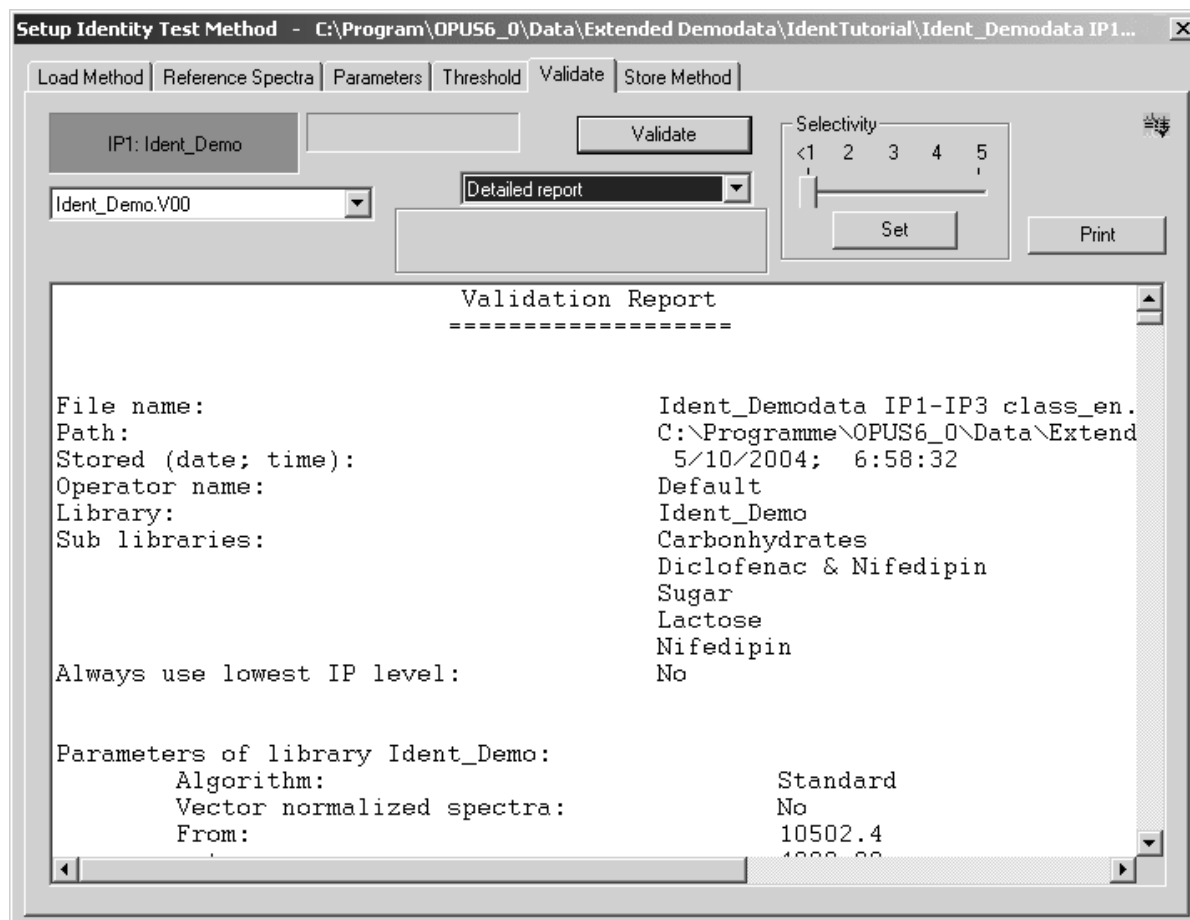 Setup Identity Test Method - C:\Program\OPUS6_0\Data\Extended Demodata\IdentTutorial\Ident_Demodata IP1...
Load Method Reference Spectra Parameters Threshold Validate Store Method
IP1: Ident_Demo
Validate
Selectivity
<1 2 3 4 5
Ident_Demo.V00
Detailed report
Set
Print
Validation Report
===================
File name: Ident_Demodata IP1-IP3 class_en.
Path: C:\Programme\OPUS6_0\Data\Extend
Stored (date; time): 5/10/2004; 6:58:32
Operator name: Default
Library: Ident_Demo
Sub libraries: Carbonhydrates
Diclofenac & Nifedipin
Sugar
Lactose
Nifedipin
Always use lowest IP level: No
Parameters of library Ident_Demo:
Algorithm: Standard
Vector normalized spectra: No
From: 10502.4